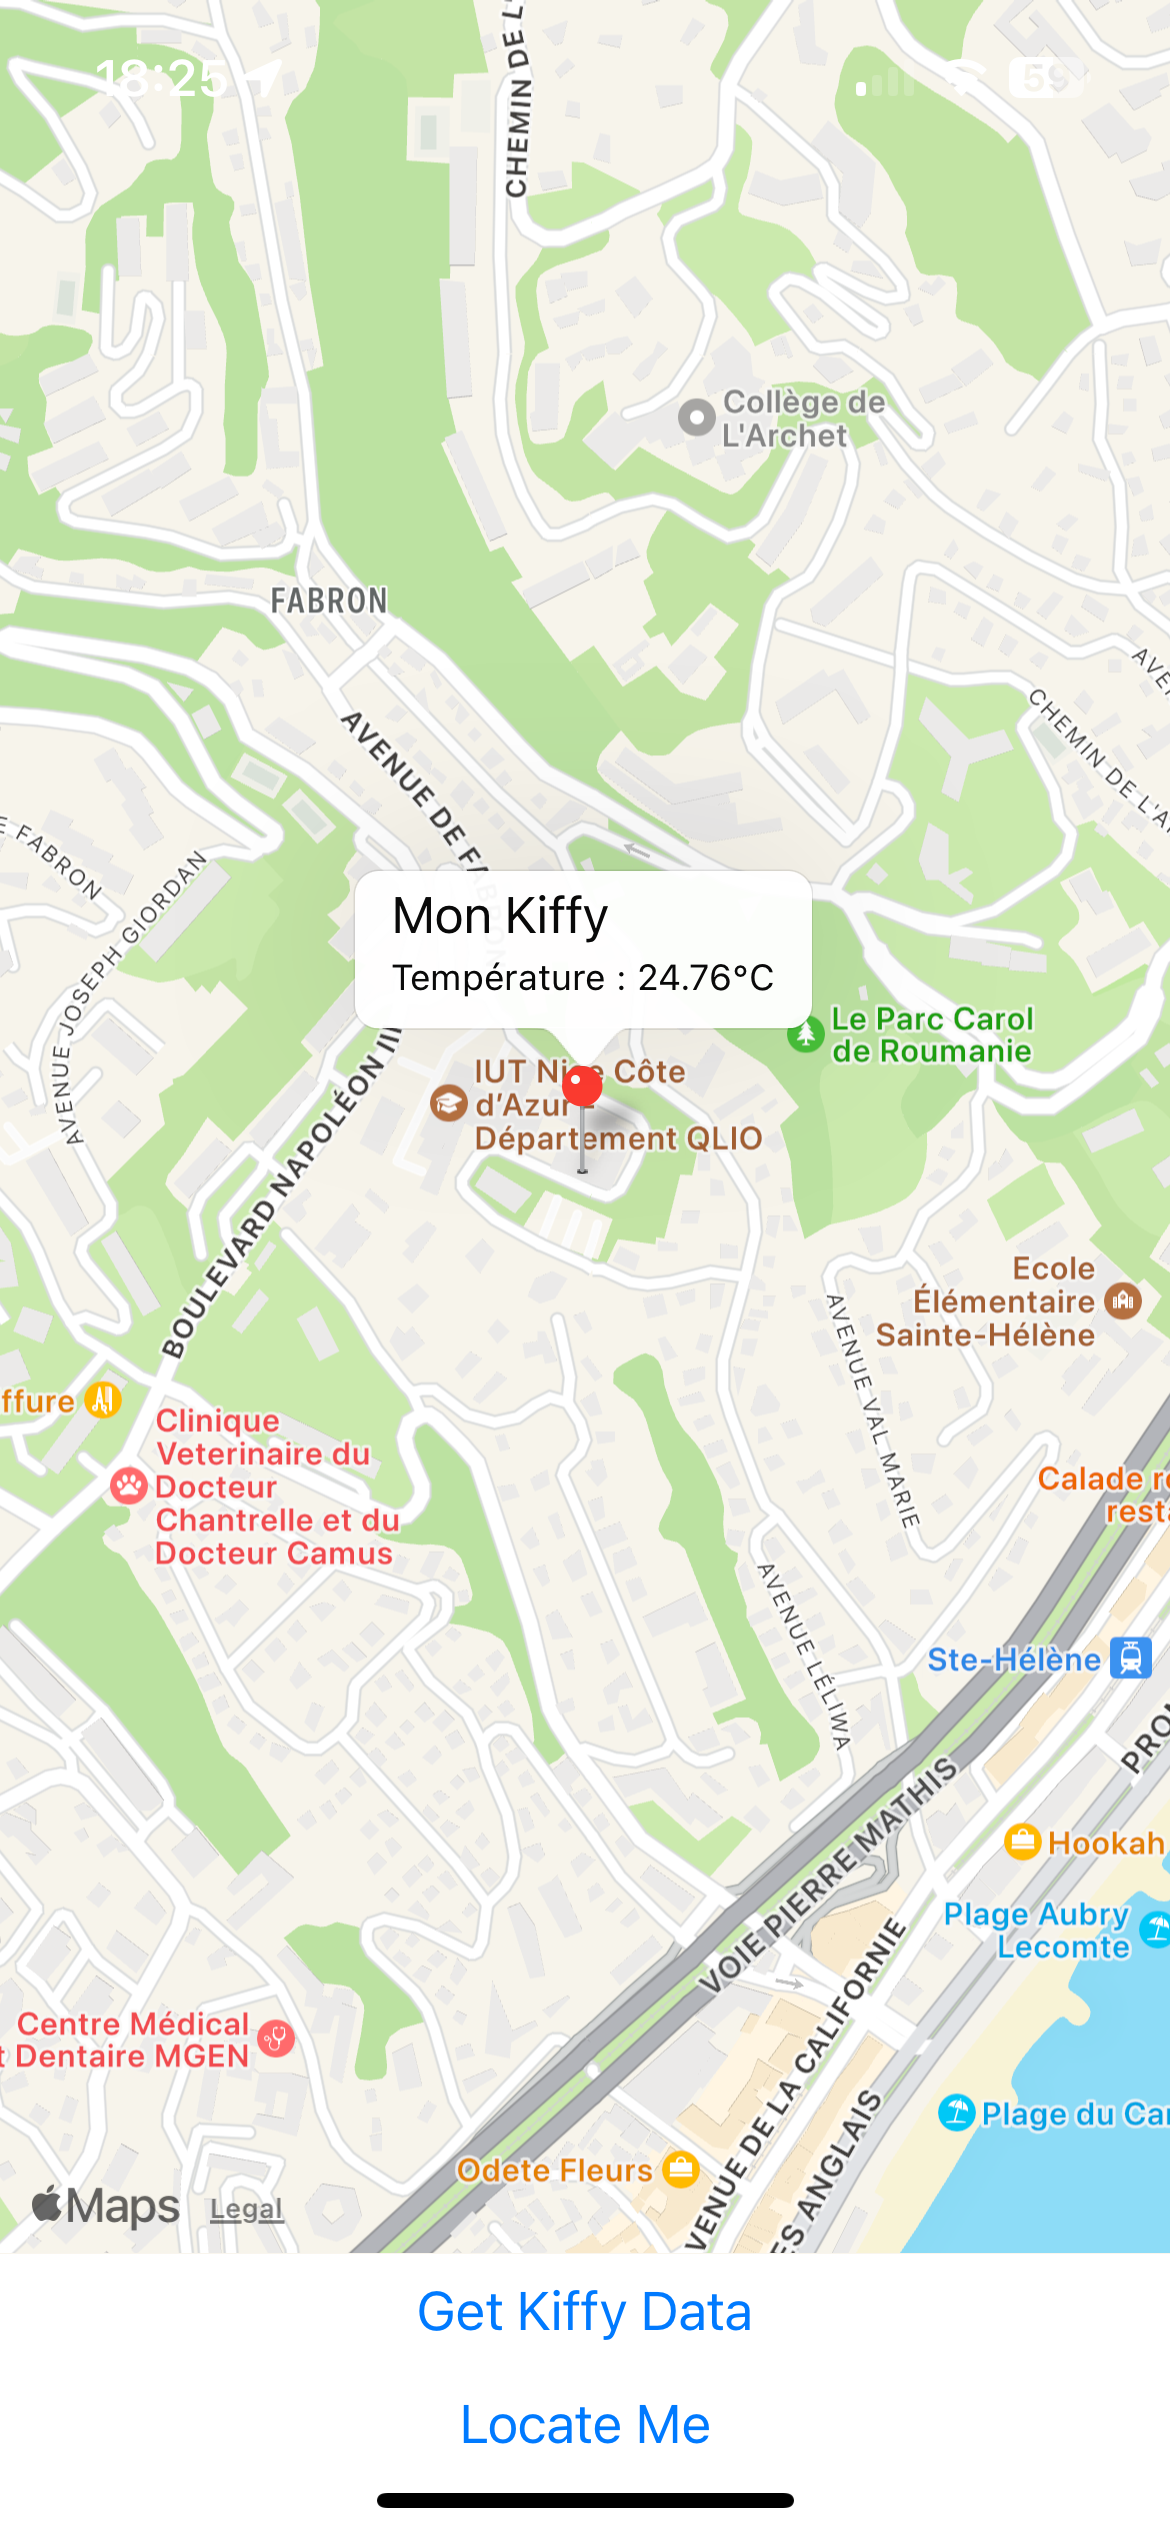 18:25
59
CHEMIN DE L'
Collège de
L'Archet
FABRON
AVE
CHEMIN DE L'A
AVENUE DE FABRON
E FABRON
AVENUE JOSEPH GIORDAN
Mon Kiffy
Température : 24.76°C
Le Parc Carol
de Roumanie
IUT Nice Côte
d'Azur -
Département QLIO
BOULEVARD NAPOLÉON III
Ecole
Élémentaire
Sainte-Hélène
AVENUE VAL MARIE
ffure
Clinique
Veterinaire du
Docteur
Chantrelle et du
Docteur Camus
Calade re
resta
AVENUE LÉLIWA
Ste-Hélène
PRO
VOIE PIERRE MATHIS
Hookah
Plage Aubry
Lecomte
Centre Médical
t Dentaire MGEN
VENUE DE LA CALIFORNIE
Plage du Car
ES ANGLAIS
Odete Fleurs
Maps
Legal
Get Kiffy Data
Locate Me